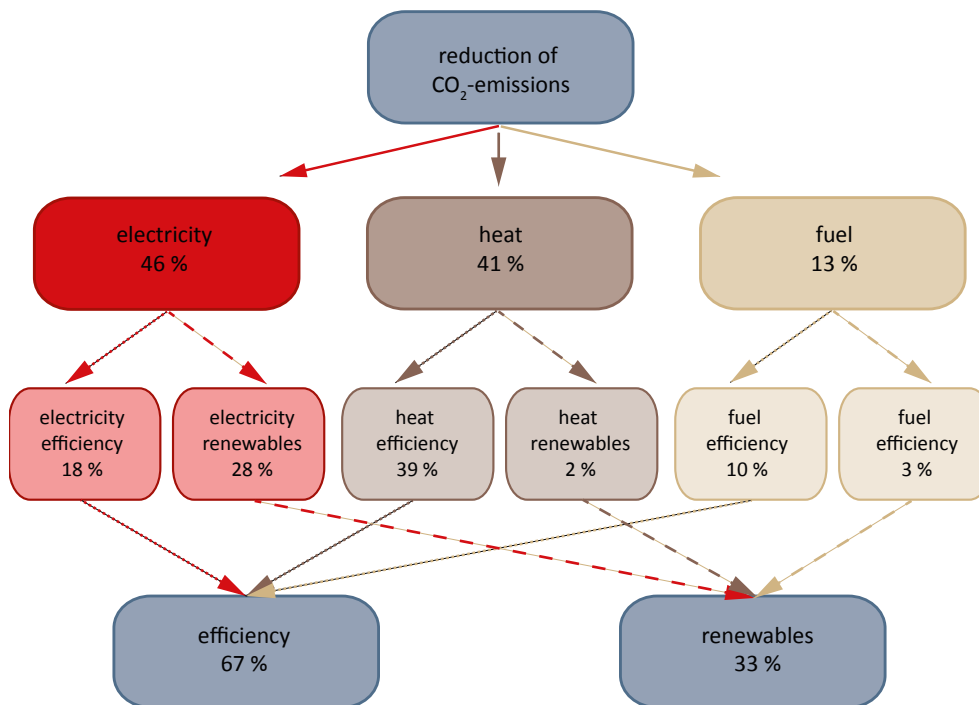 reduction of
CO₂-emissions
electricity
46 %
heat
41 %
fuel
13 %
electricity
efficiency
18 %
electricity
renewables
28 %
heat
efficiency
39 %
heat
renewables
2 %
fuel
efficiency
10 %
fuel
efficiency
3 %
efficiency
67 %
renewables
33 %